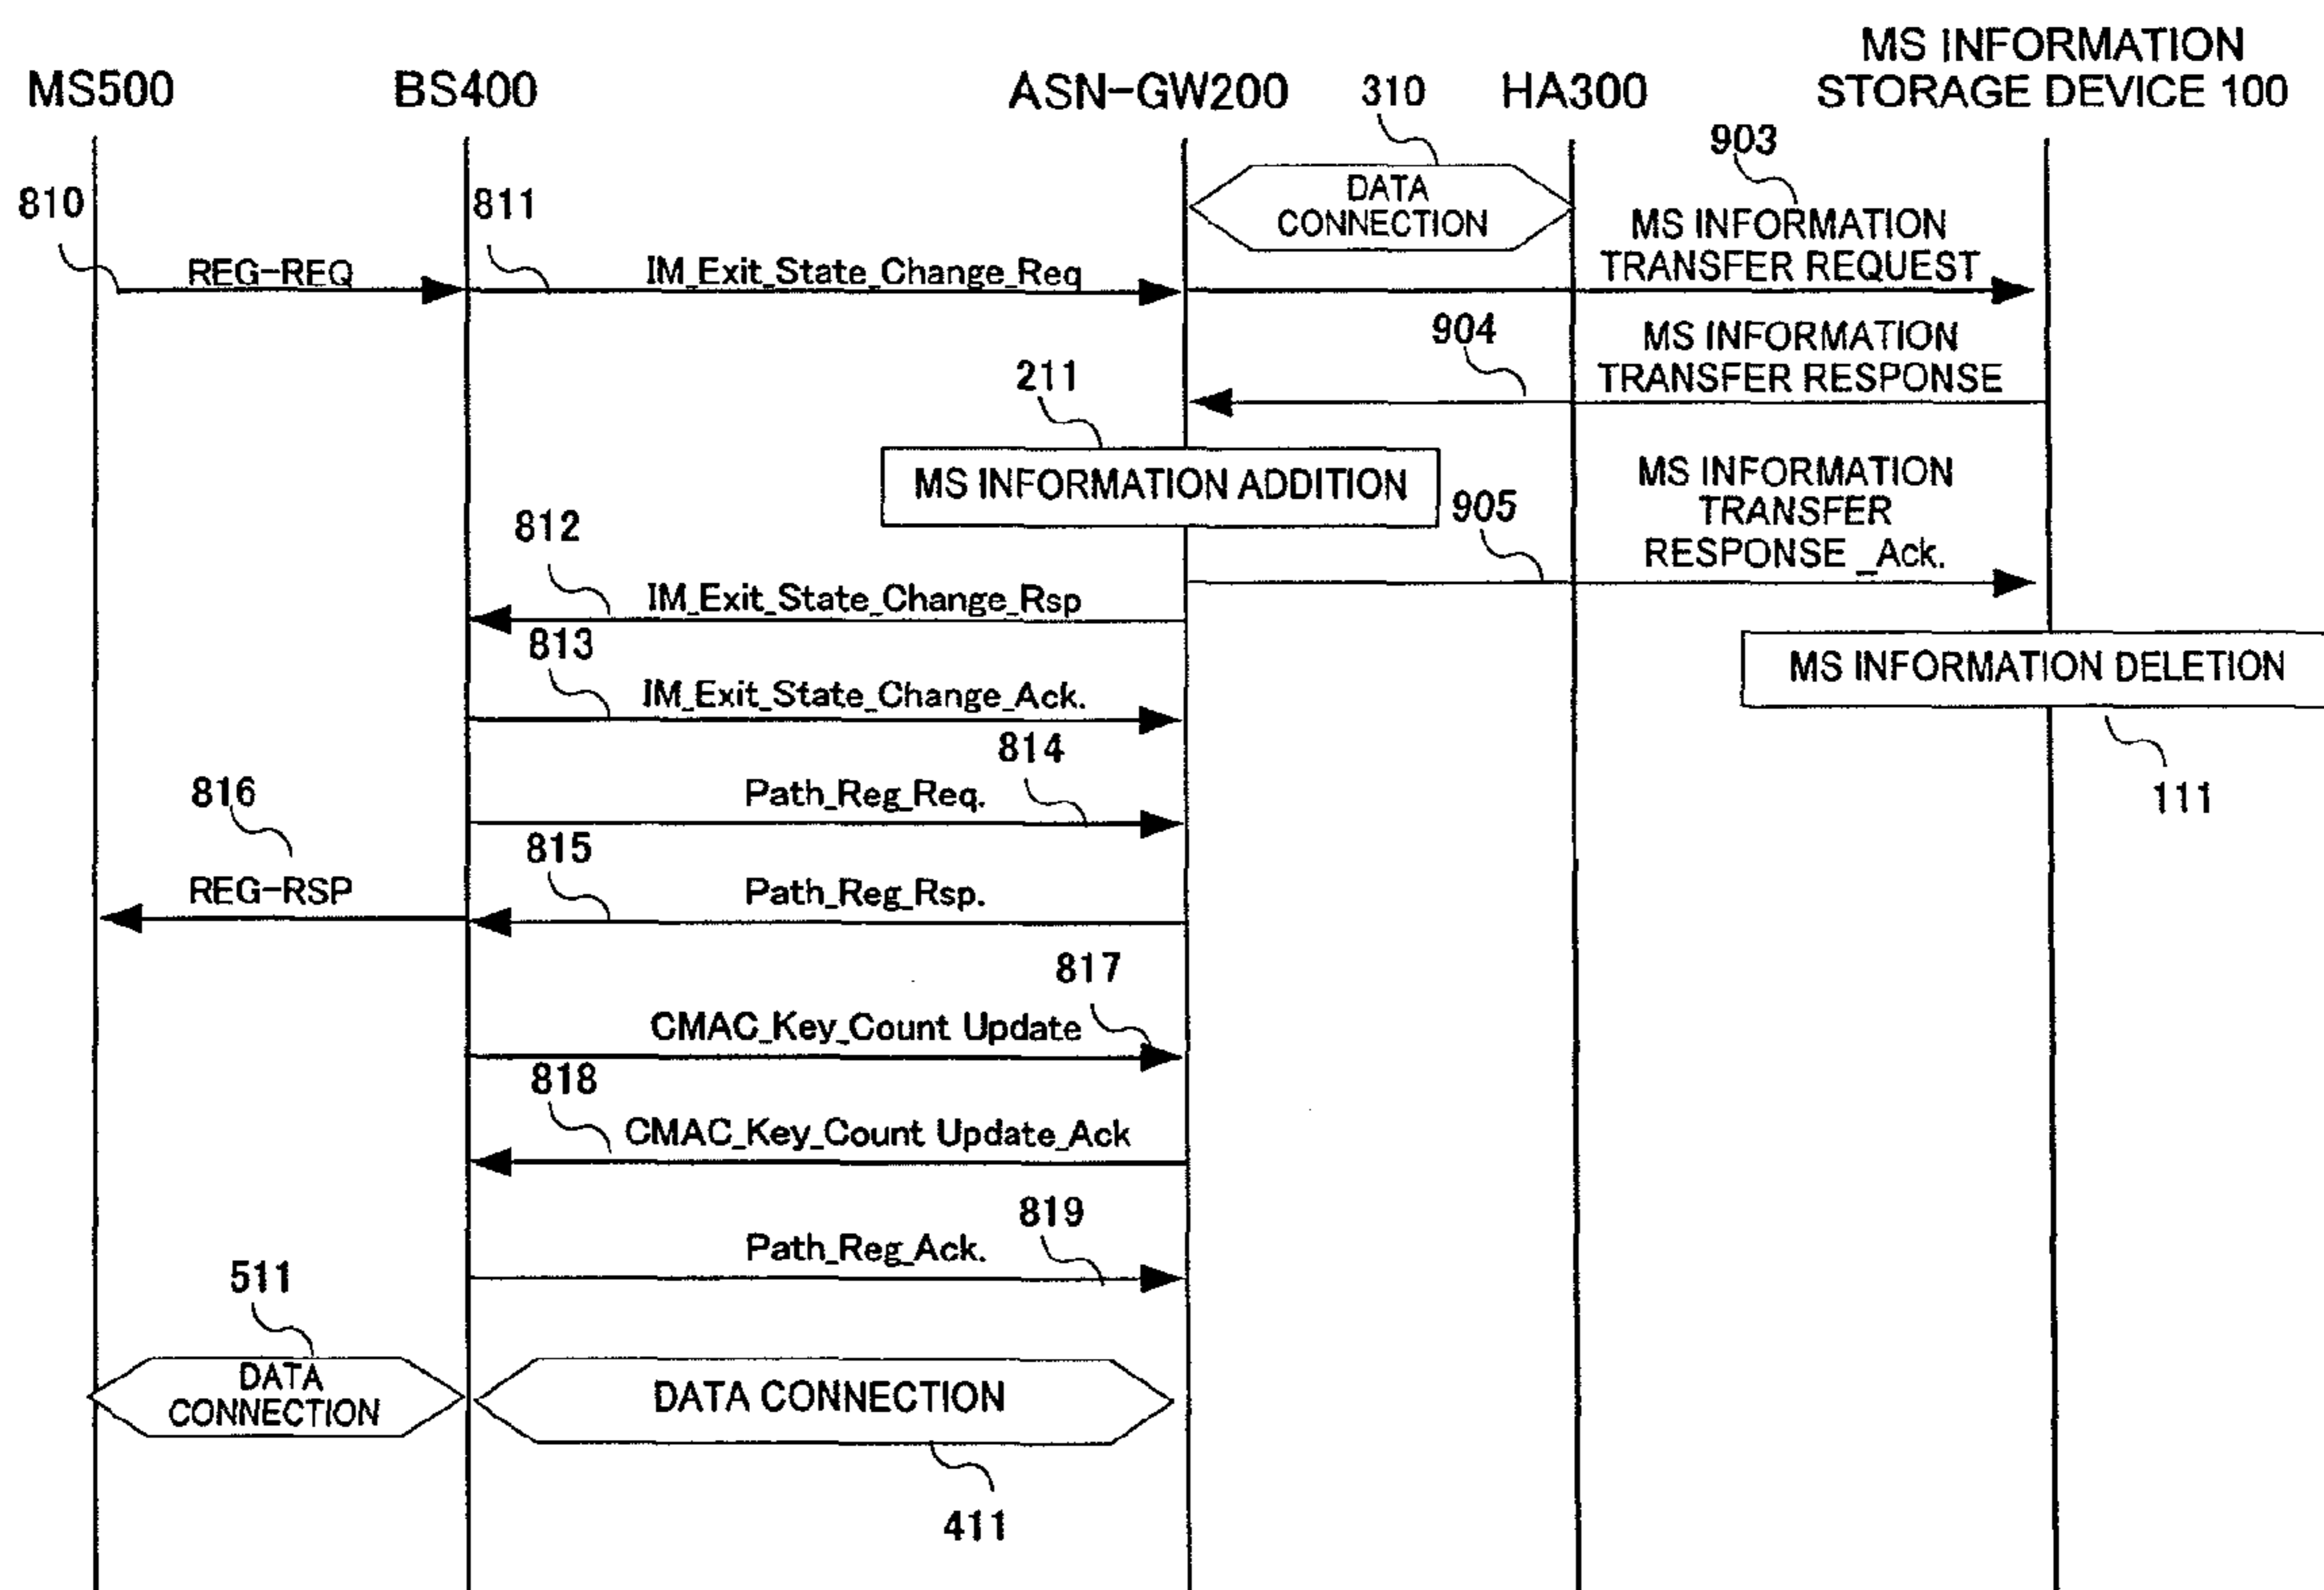 MS INFORMATION
STORAGE DEVICE 100
MS500
BS400
ASN-GW200
310
HA300
903
810
811
DATA
CONNECTION
MS INFORMATION
TRANSFER REQUEST
REG-REQ
IM_Exit_State_Change_Req
904
MS INFORMATION
TRANSFER RESPONSE
211
MS INFORMATION ADDITION
905
MS INFORMATION
TRANSFER
RESPONSE _Ack.
812
IM_Exit_State_Change_Rsp
813
MS INFORMATION DELETION
IM_Exit_State_Change_Ack.
814
111
816
Path_Reg_Req.
815
REG-RSP
Path_Reg_Rsp.
817
CMAC_Key_Count Update
818
CMAC_Key_Count Update_Ack
819
Path_Reg_Ack.
511
DATA
CONNECTION
DATA CONNECTION
411